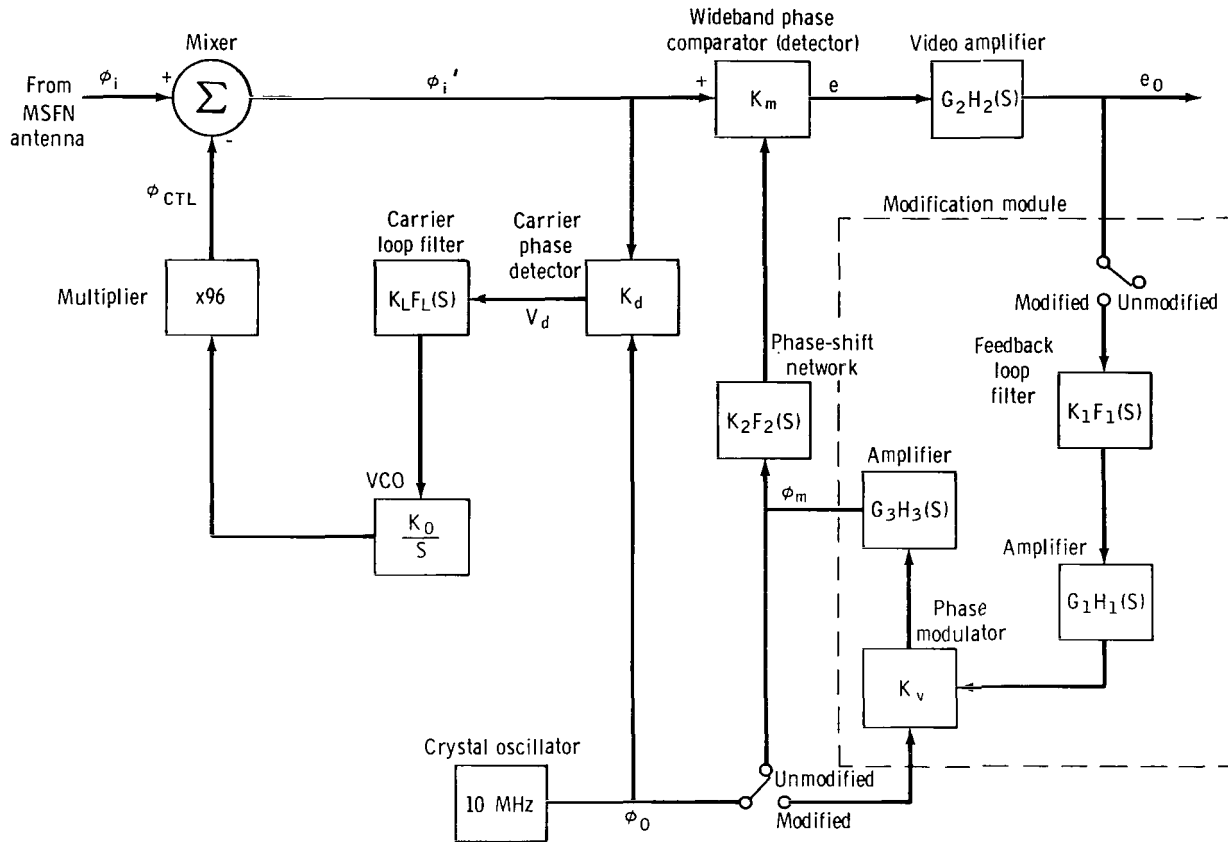 Wideband phase
comparator (detector)
Mixer
Video amplifier
ϕi
+
Σ
-
ϕi'
+
Km
e
G2H2(S)
e0
From
MSFN
antenna
ϕCTL
Modification module
Carrier
loop filter
Carrier
phase
detector
Multiplier
x96
KLFL(S)
Vd
Kd
Modified
Unmodified
Phase-shift
network
Feedback
loop
filter
K2F2(S)
K1F1(S)
Amplifier
VCO
ϕm
G3H3(S)
K0
S
Amplifier
G1H1(S)
Phase
modulator
Kv
Crystal oscillator
10 MHz
ϕ0
Unmodified
Modified